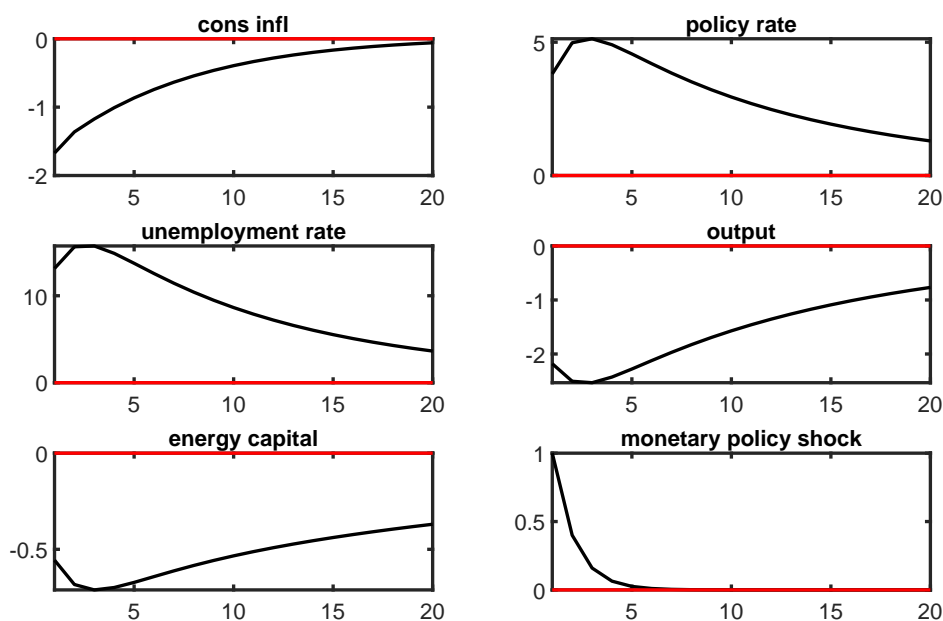 cons infl
0
-1
-2
5 10 15 20
policy rate
5
0
5 10 15 20
unemployment rate
10
0
5 10 15 20
output
0
-1
-2
5 10 15 20
energy capital
0
-0.5
5 10 15 20
monetary policy shock
1
0.5
0
5 10 15 20